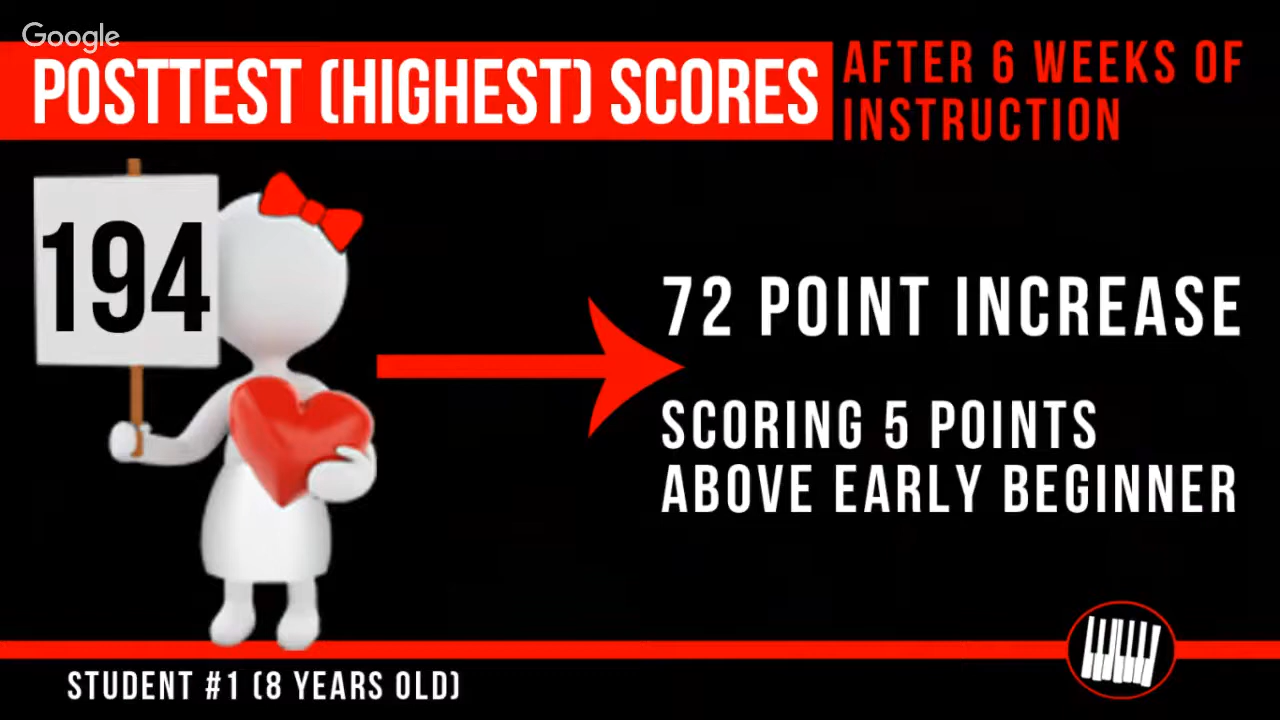 Google
POSTTEST (HIGHEST) SCORES
AFTER 6 WEEKS OF
INSTRUCTION
194
72 POINT INCREASE
SCORING 5 POINTS
ABOVE EARLY BEGINNER
STUDENT #1 (8 YEARS OLD)